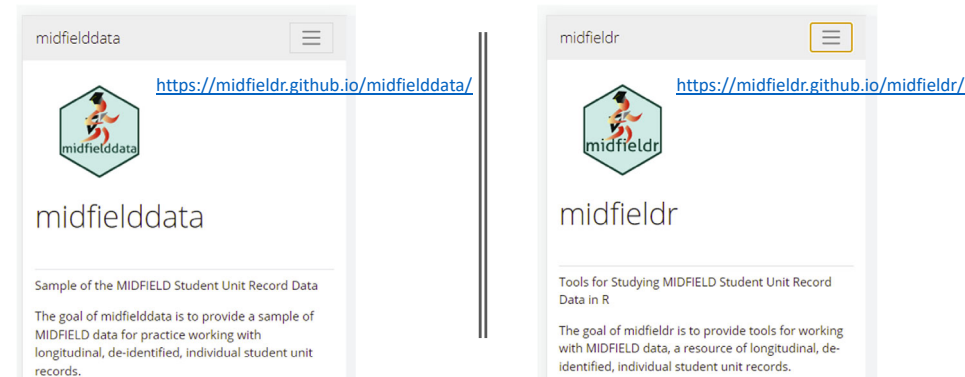 midfielddata
https://midfieldr.github.io/midfielddata/
midfielddata
midfielddata
Sample of the MIDFIELD Student Unit Record Data
The goal of midfielddata is to provide a sample of
MIDFIELD data for practice working with
longitudinal, de-identified, individual student unit
records.
midfieldr
https://midfieldr.github.io/midfieldr/
midfieldr
midfieldr
Tools for Studying MIDFIELD Student Unit Record
Data in R
The goal of midfieldr is to provide tools for working
with MIDFIELD data, a resource of longitudinal, de-
identified, individual student unit records.